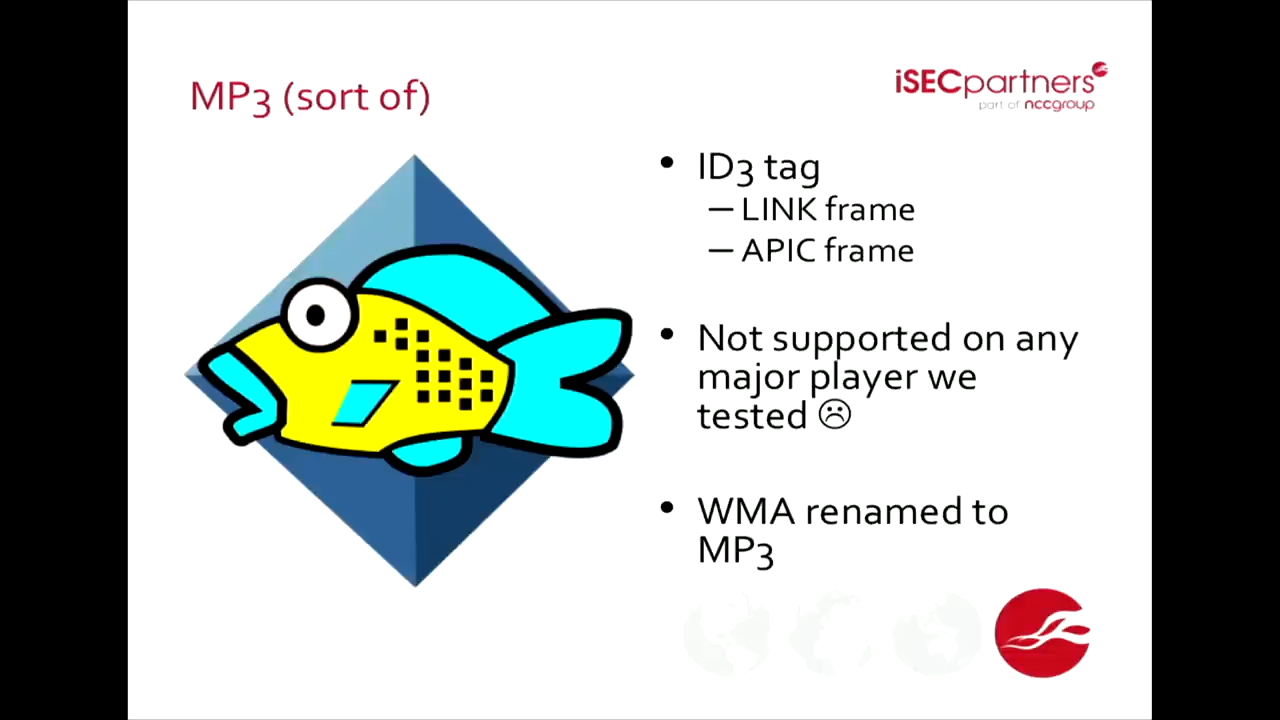 MP3 (sort of)
iSECpartners
part of nccgroup
• ID3 tag
– LINK frame
– APIC frame
• Not supported on any
major player we
tested ☹
• WMA renamed to
MP3